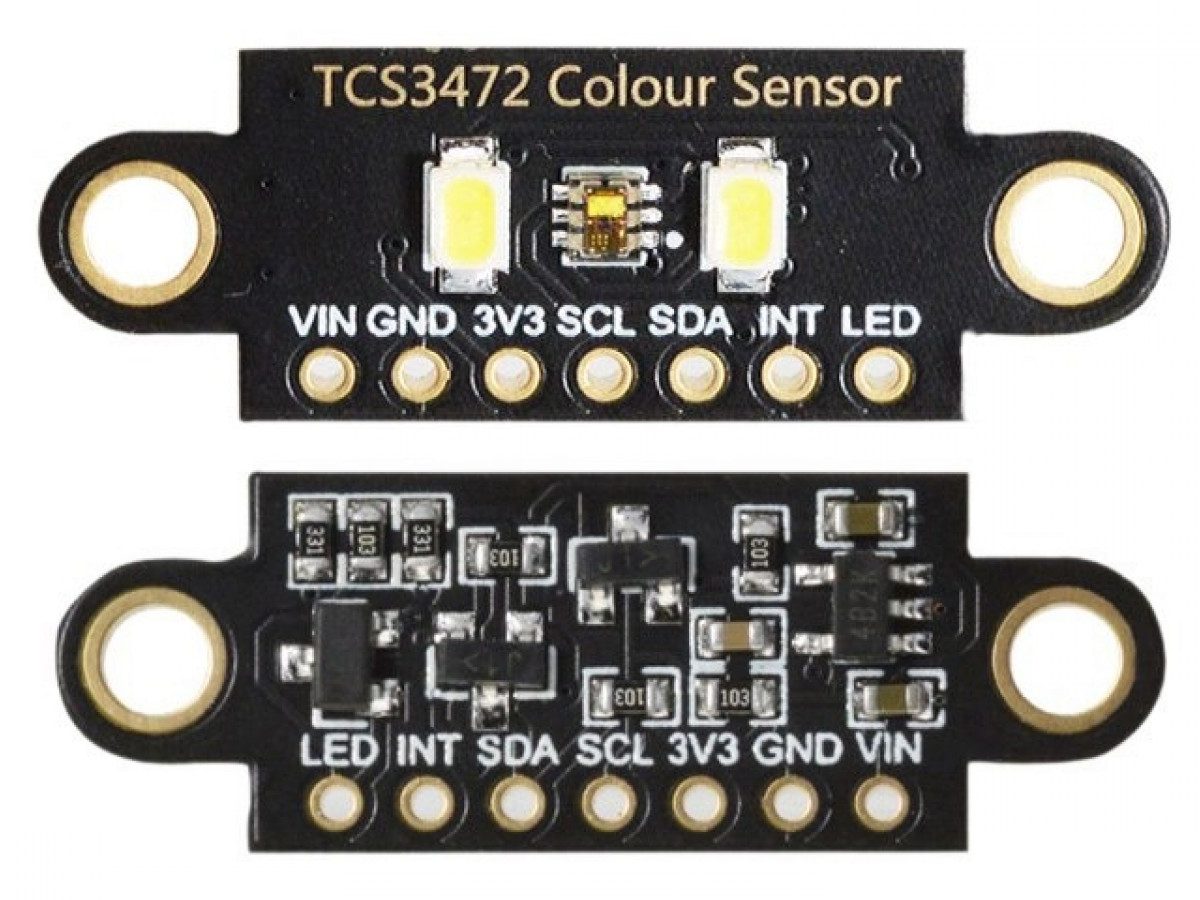 TCS3472 Colour Sensor
VIN GND 3V3 SCL SDA INT LED
331 103 331
103
103
4B2K
103
103
LED INT SDA SCL 3V3 GND VIN